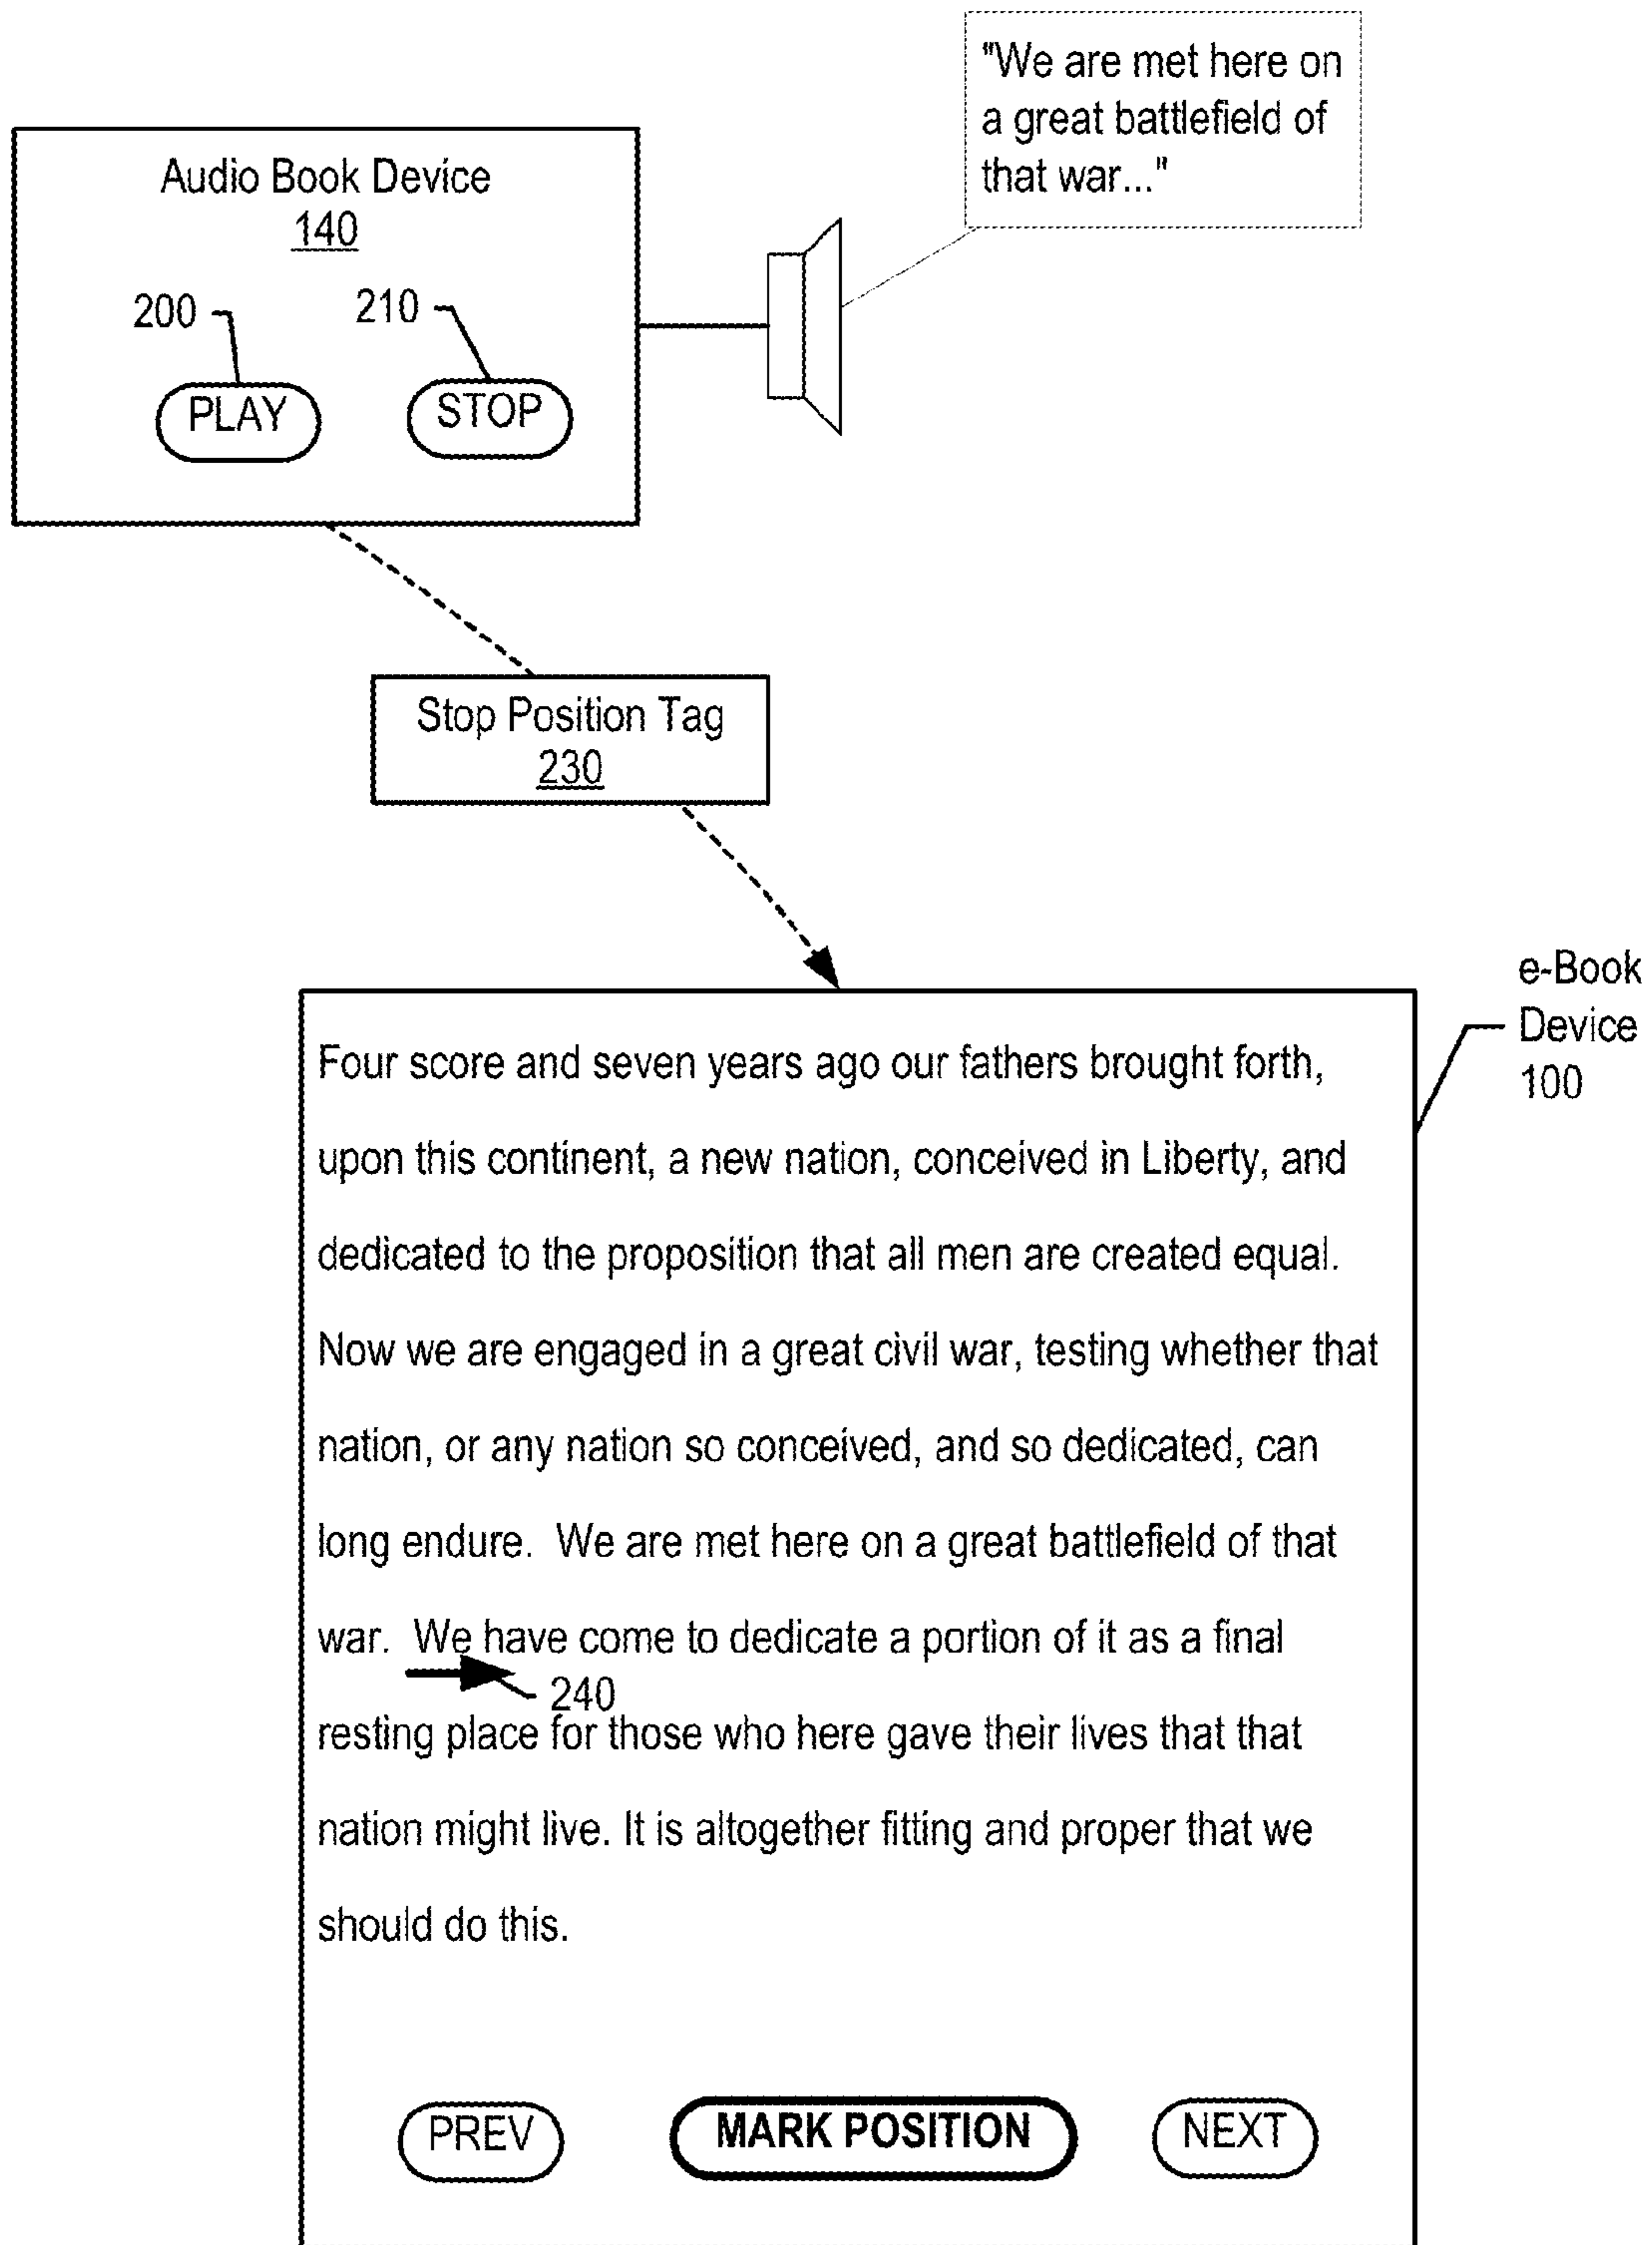 "We are met here on
a great battlefield of
that war..."
Audio Book Device
140
200
210
PLAY
STOP
Stop Position Tag
230
e-Book
Device
100
Four score and seven years ago our fathers brought forth,
upon this continent, a new nation, conceived in Liberty, and
dedicated to the proposition that all men are created equal.
Now we are engaged in a great civil war, testing whether that
nation, or any nation so conceived, and so dedicated, can
long endure.  We are met here on a great battlefield of that
war.  We have come to dedicate a portion of it as a final
240
resting place for those who here gave their lives that that
nation might live. It is altogether fitting and proper that we
should do this.
PREV
MARK POSITION
NEXT